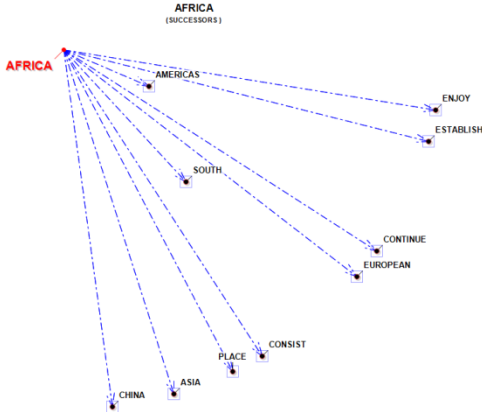 AFRICA
(SUCCESSORS )
AFRICA
AMERICAS
ENJOY
ESTABLISH
SOUTH
CONTINUE
EUROPEAN
CONSIST
PLACE
ASIA
CHINA